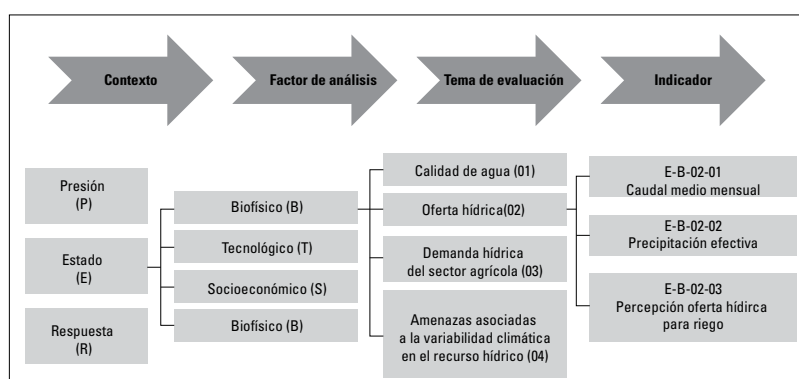 Contexto
Factor de análisis
Tema de evaluación
Indicador
Presión
(P)
Estado
(E)
Respuesta
(R)
Biofísico (B)
Tecnológico (T)
Socioeconómico (S)
Biofísico (B)
Calidad de agua (01)
Oferta hídrica(02)
Demanda hídrica
del sector agrícola (03)
Amenazas asociadas
a la variabilidad climática
en el recurso hídrico (04)
E-B-02-01
Caudal medio mensual
E-B-02-02
Precipitación efectiva
E-B-02-03
Percepción oferta hídirca
para riego